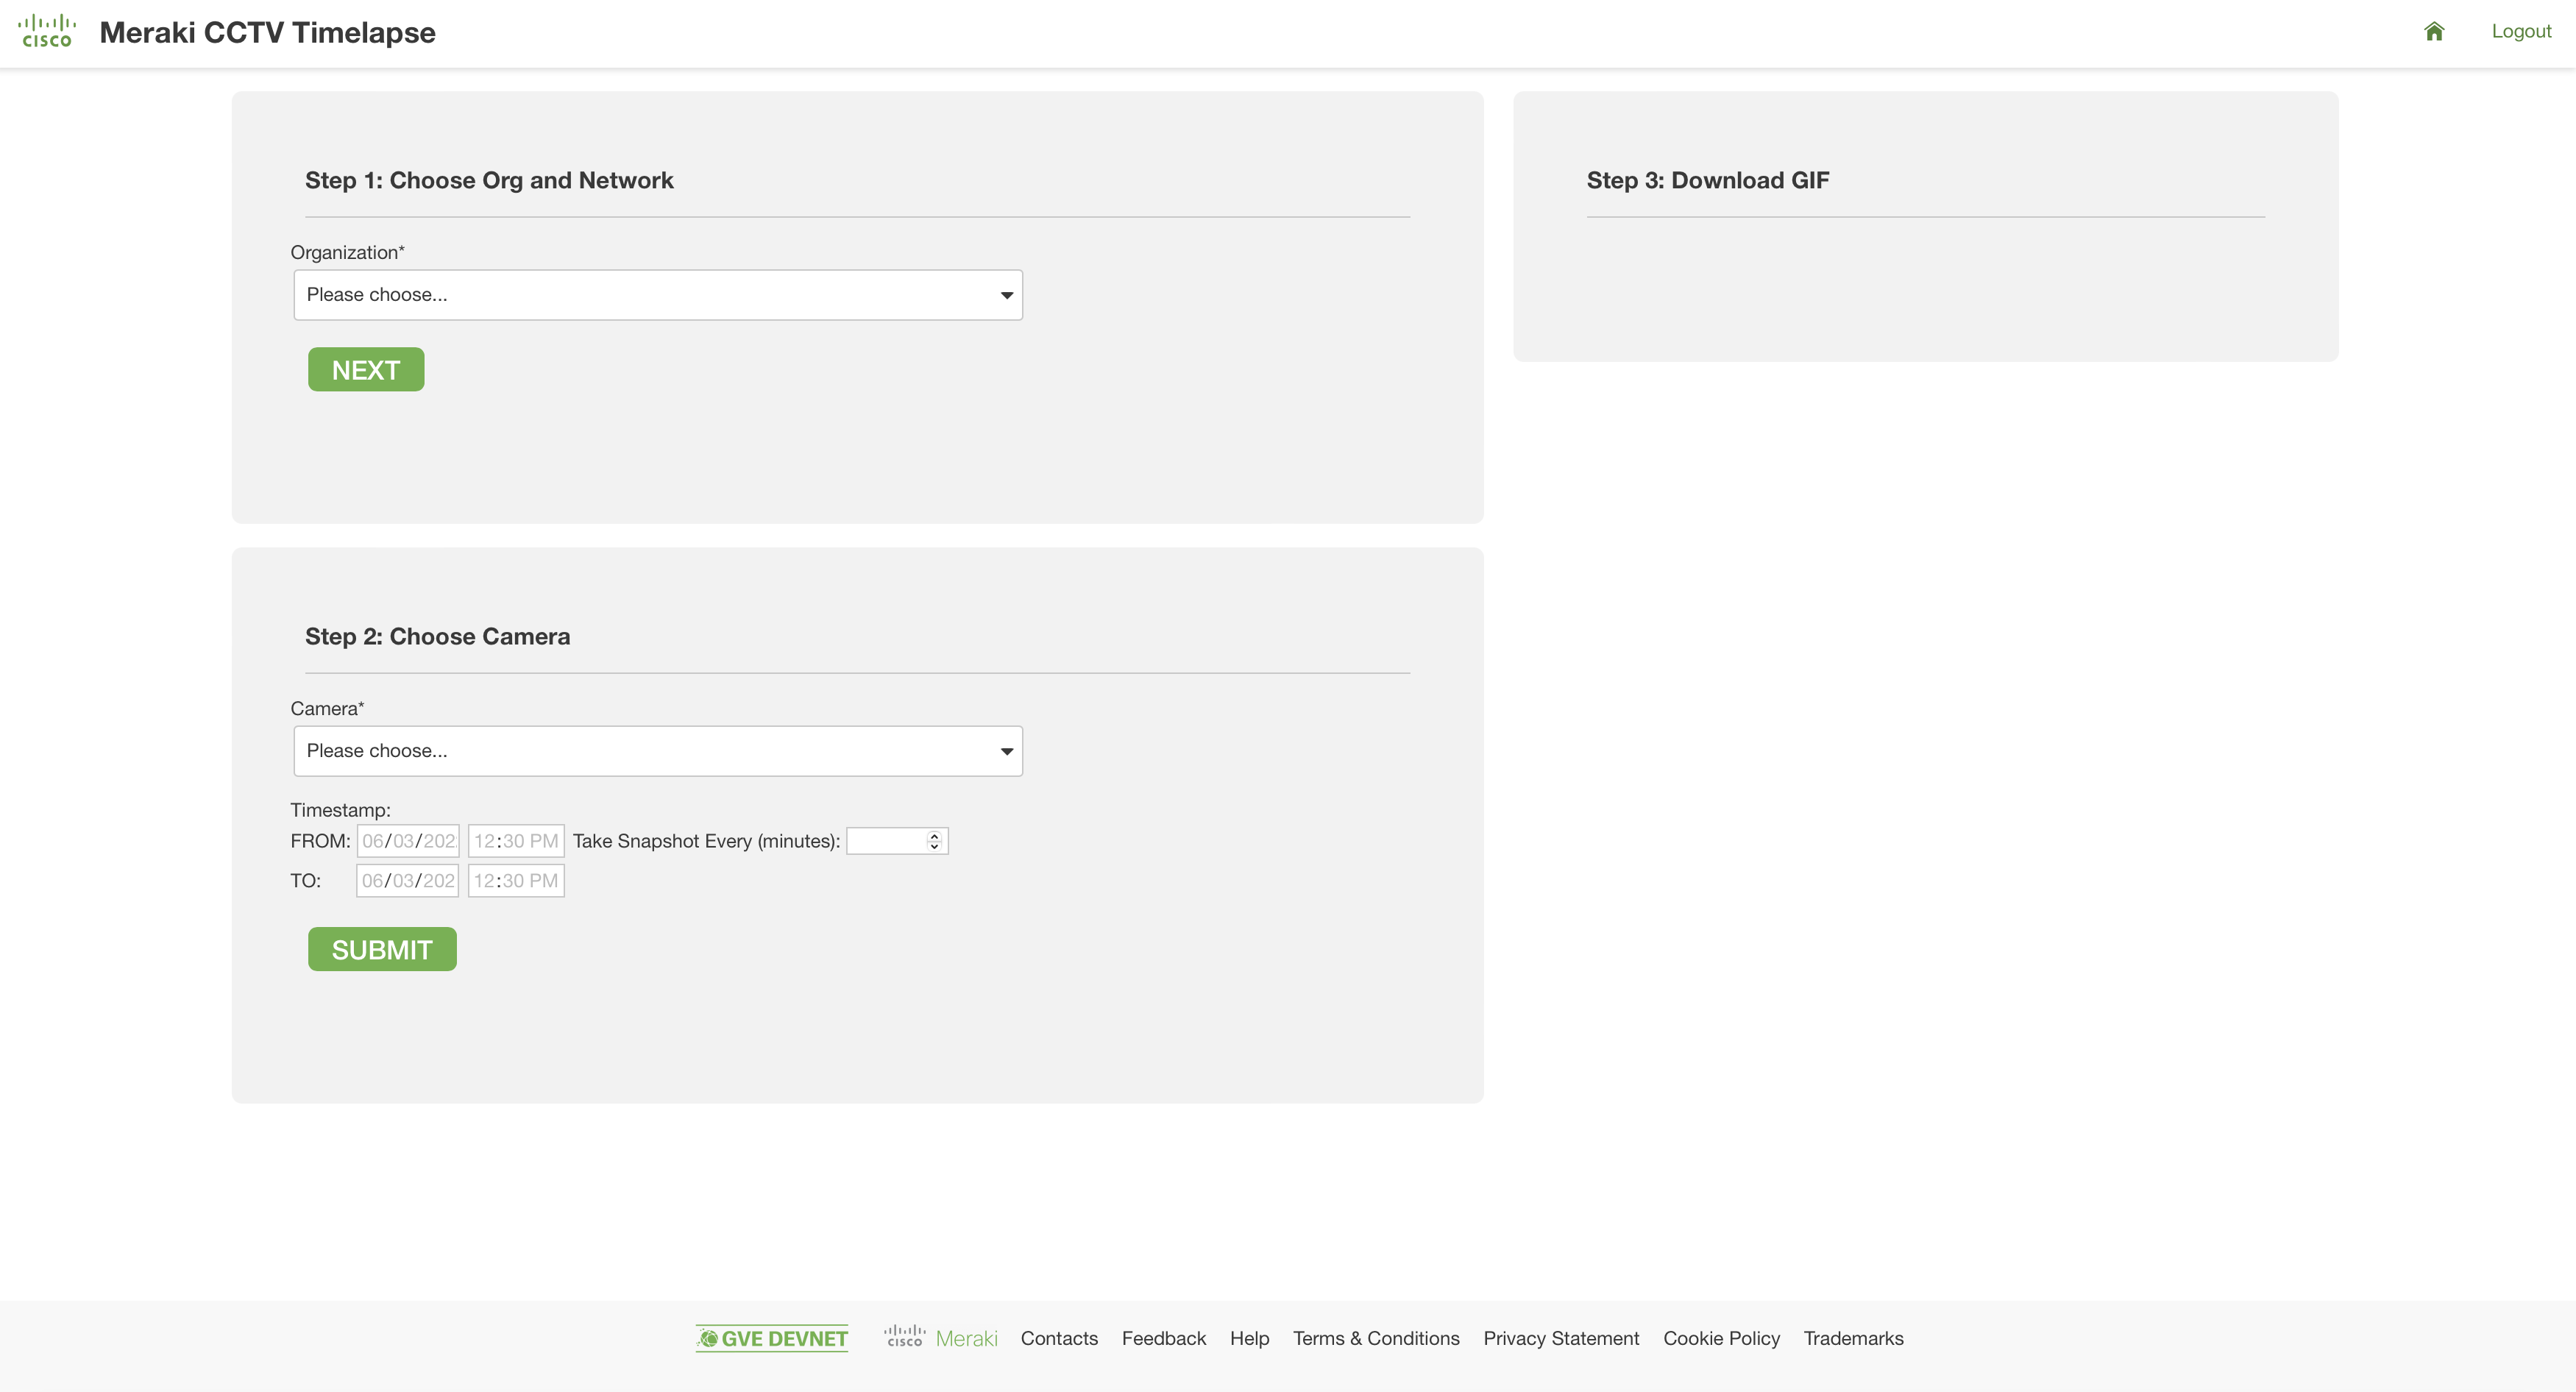 CISCO Meraki CCTV Timelapse Logout
Step 1: Choose Org and Network
Organization*
Please choose...
NEXT
Step 2: Choose Camera
Camera*
Please choose...
Timestamp:
FROM: 06/03/202 12:30 PM Take Snapshot Every (minutes):
TO: 06/03/202 12:30 PM
SUBMIT
Step 3: Download GIF
GVE DEVNET CISCO Meraki Contacts Feedback Help Terms & Conditions Privacy Statement Cookie Policy Trademarks